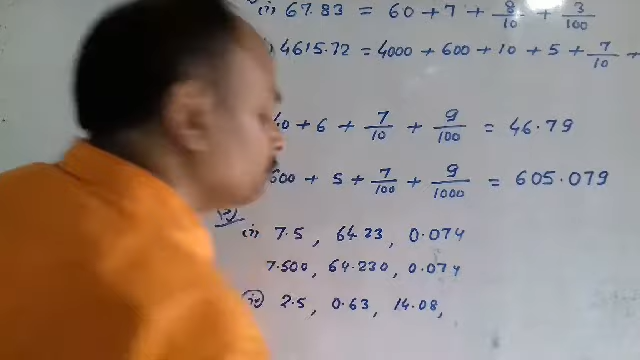 (i) 67.83 = 60 + 7 + 8/10 + 3/100
) 4615.72 = 4000 + 600 + 10 + 5 + 7/10 +
40 + 6 + 7/10 + 9/100 = 46.79
600 + 5 + 7/100 + 9/1000 = 605.079
(i) 7.5, 64.23, 0.074
7.500, 64.230, 0.074
2.5, 0.63, 14.08,